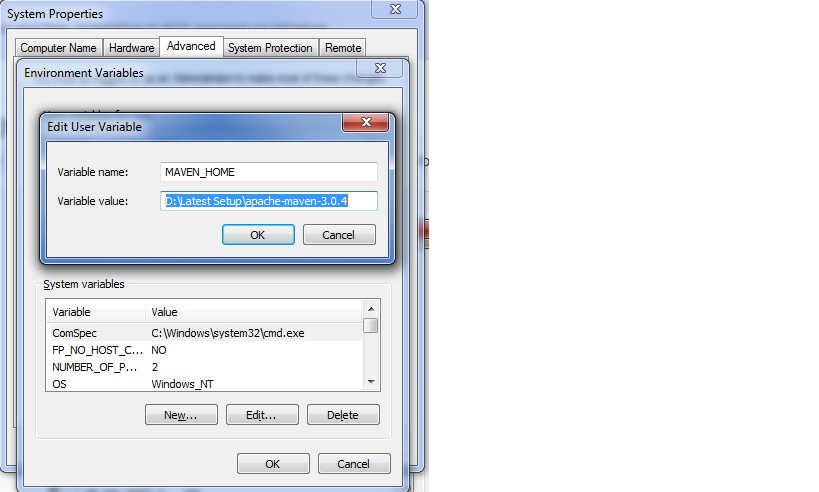 System Properties
Computer Name Hardware Advanced System Protection Remote
Environment Variables
Edit User Variable
Variable name: MAVEN_HOME
Variable value: D:\Latest Setup\apache-maven-3.0.4
OK Cancel
System variables
Variable Value
ComSpec C:\Windows\system32\cmd.exe
FP_NO_HOST_C... NO
NUMBER_OF_P... 2
OS Windows_NT
New... Edit... Delete
OK Cancel